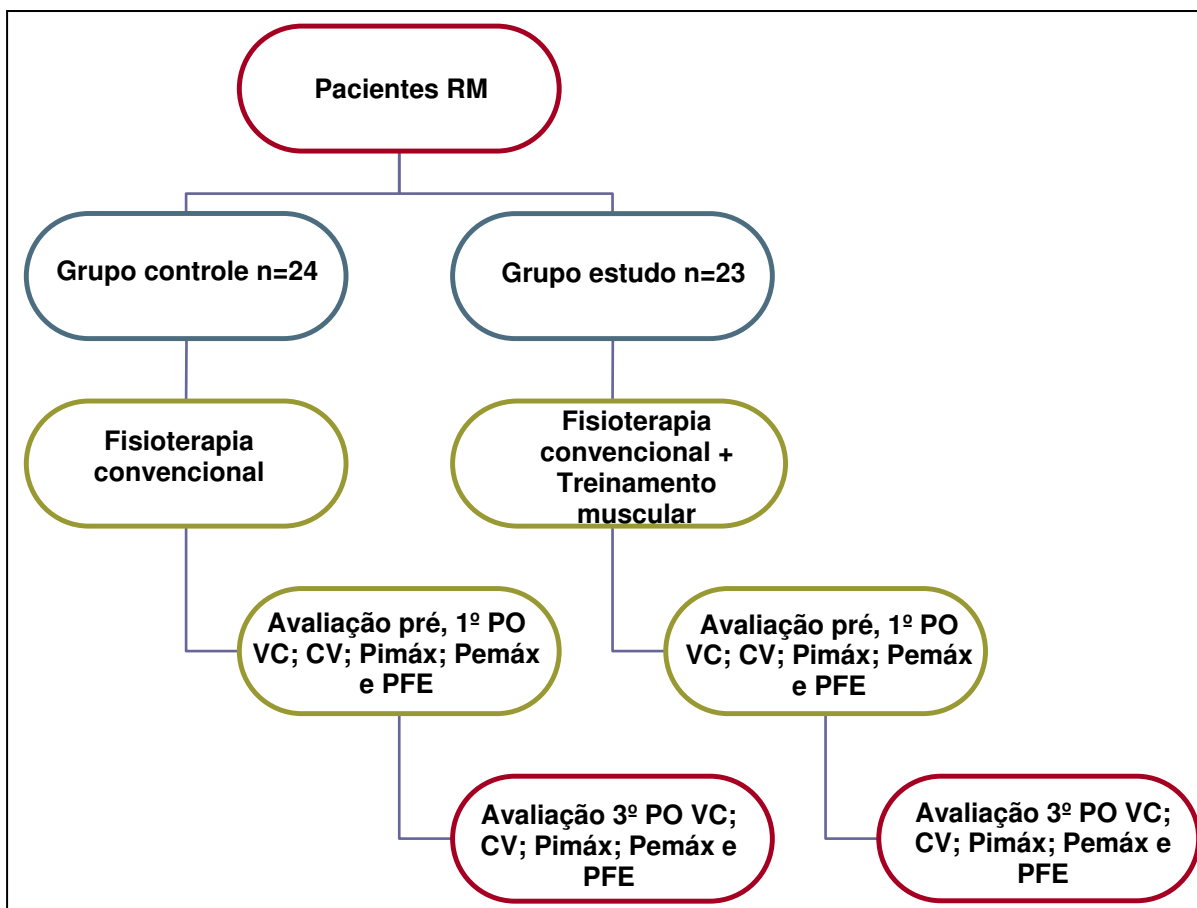 Pacientes RM
Grupo controle n=24
Grupo estudo n=23
Fisioterapia
convencional
Fisioterapia
convencional +
Treinamento
muscular
Avaliação pré, 1º PO
VC; CV; Pimáx; Pemáx
e PFE
Avaliação pré, 1º PO
VC; CV; Pimáx; Pemáx
e PFE
Avaliação 3º PO VC;
CV; Pimáx; Pemáx e
PFE
Avaliação 3º PO VC;
CV; Pimáx; Pemáx e
PFE